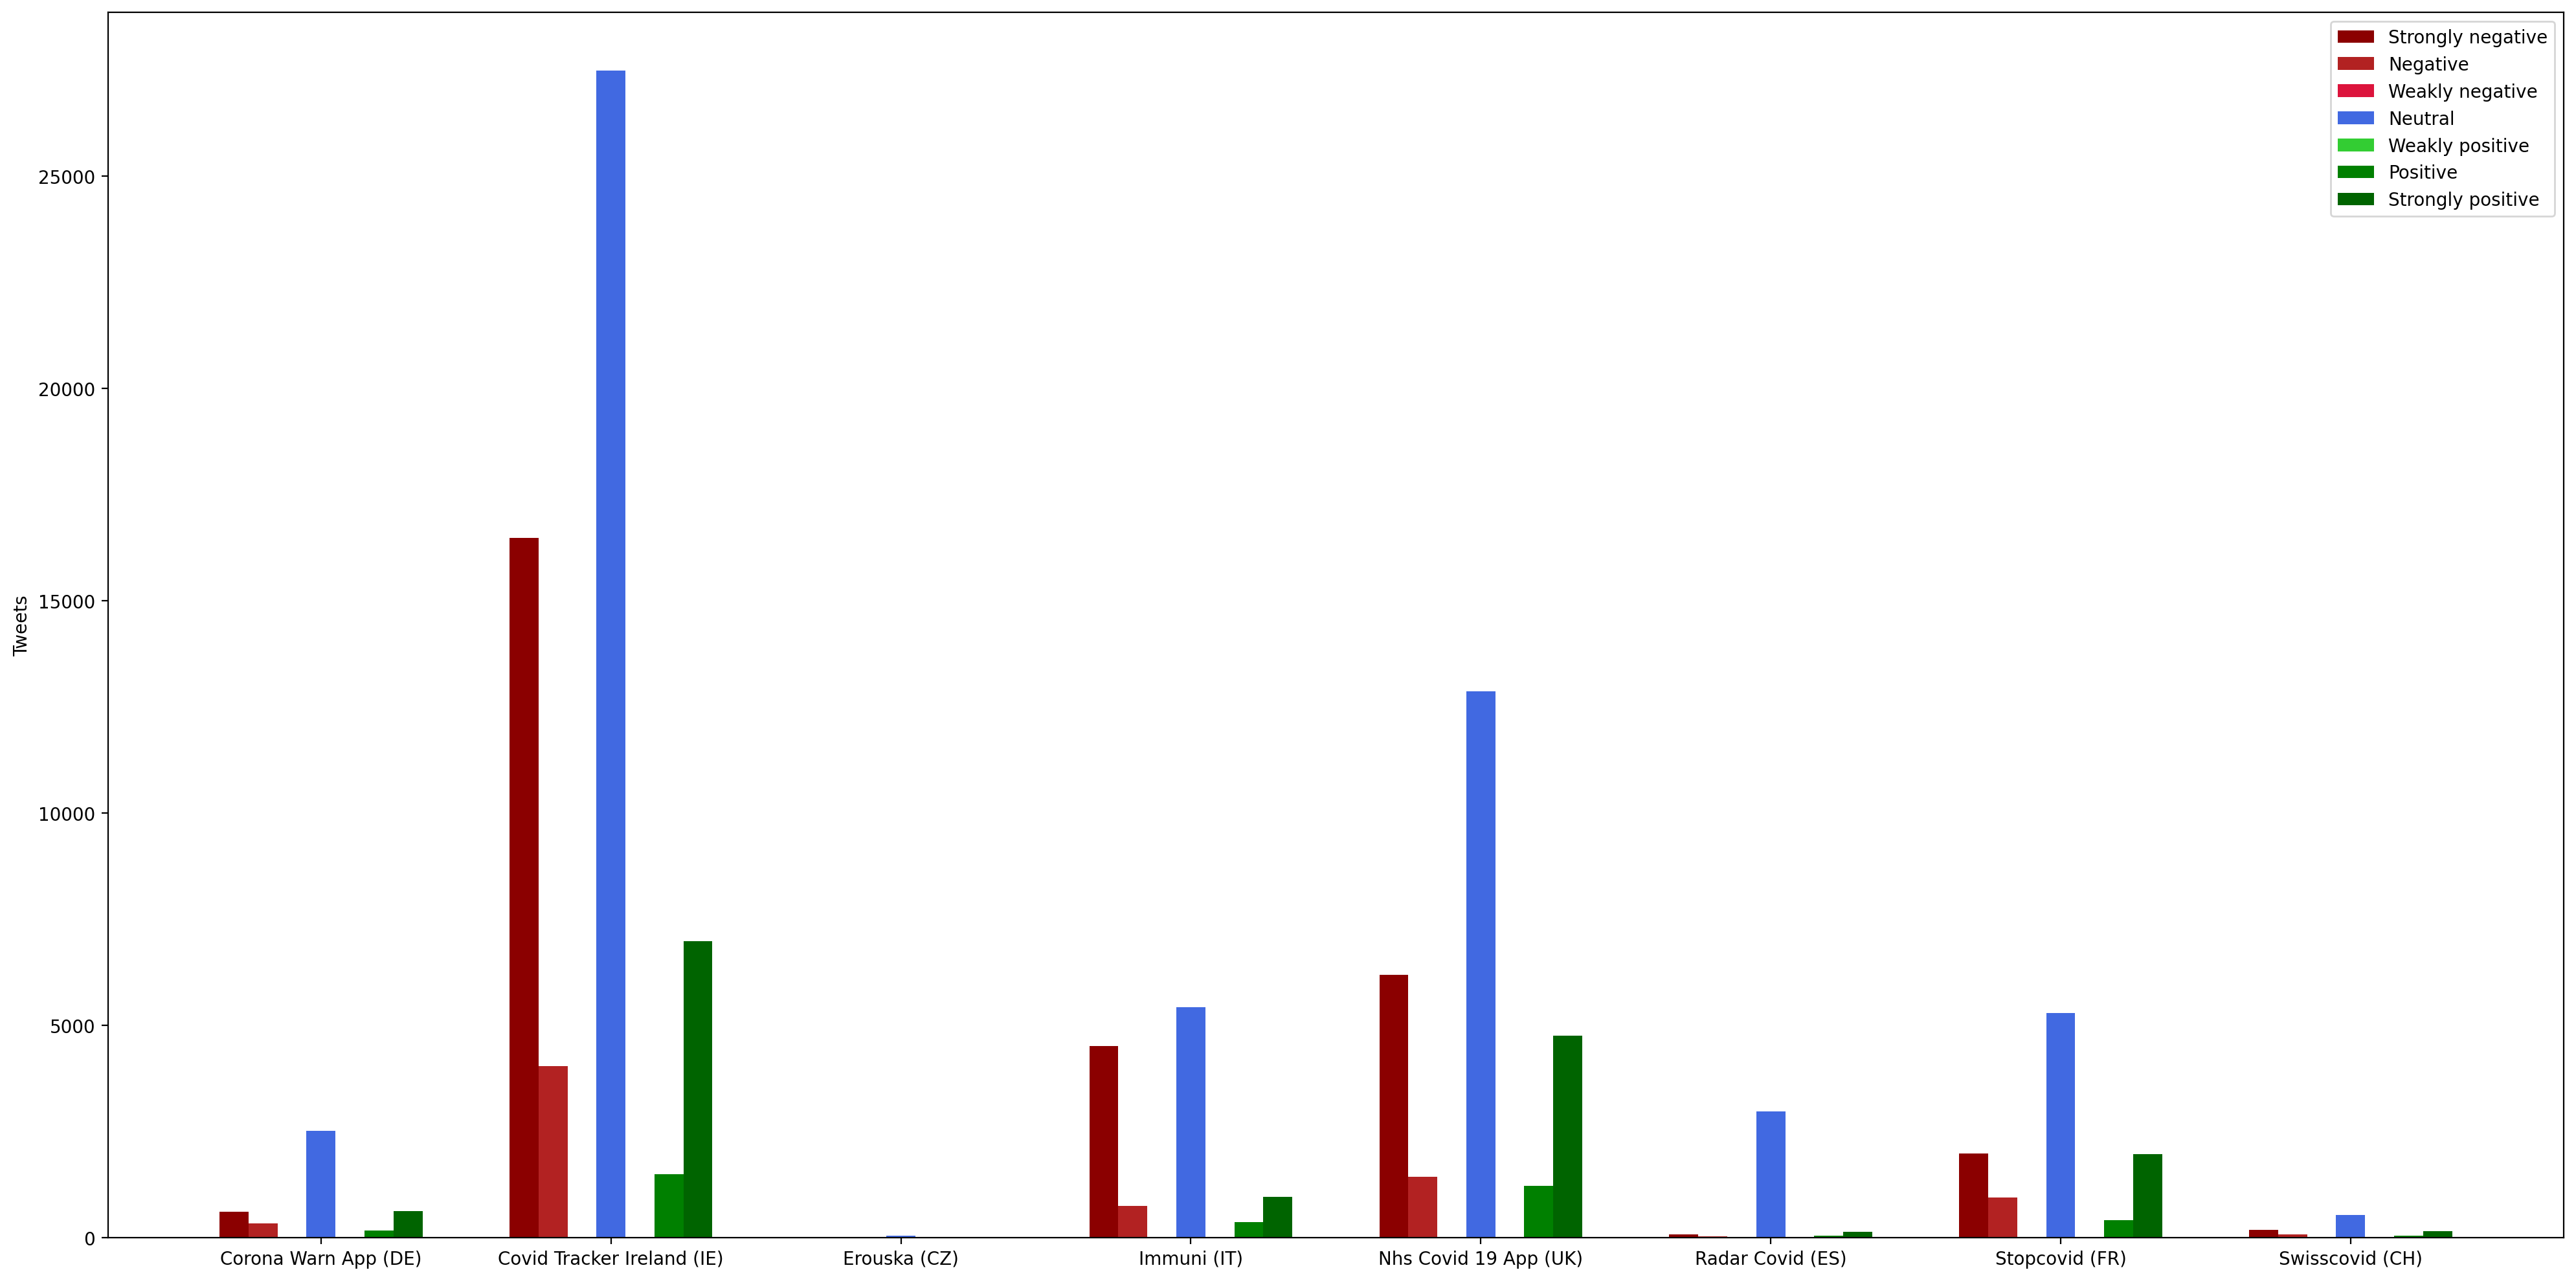 Strongly negative
Negative
Weakly negative
Neutral
Weakly positive
Positive
Strongly positive
25000
20000
15000
10000
5000
0
Tweets
Corona Warn App (DE)
Covid Tracker Ireland (IE)
Erouska (CZ)
Immuni (IT)
Nhs Covid 19 App (UK)
Radar Covid (ES)
Stopcovid (FR)
Swisscovid (CH)